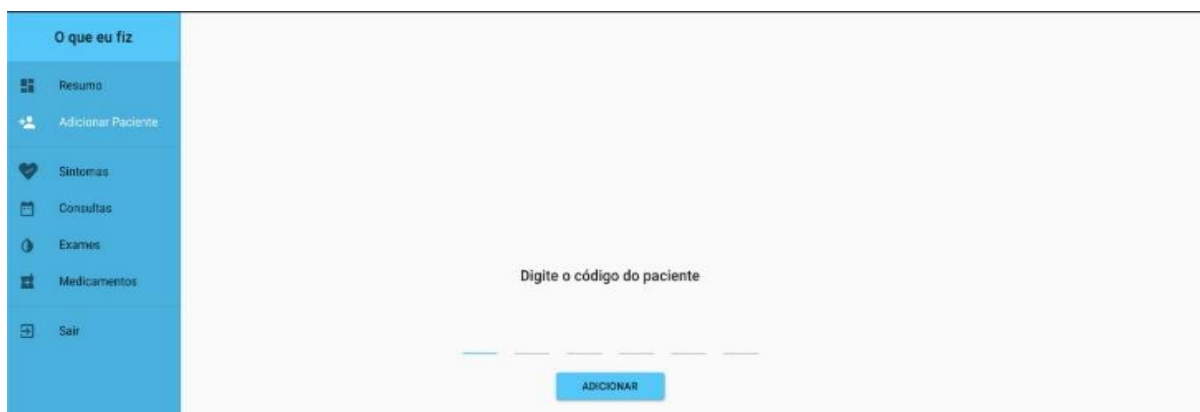 O que eu fiz
Resumo
Adicionar Paciente
Sintomas
Consultas
Exames
Medicamentos
Sair
Digite o código do paciente
ADICIONAR